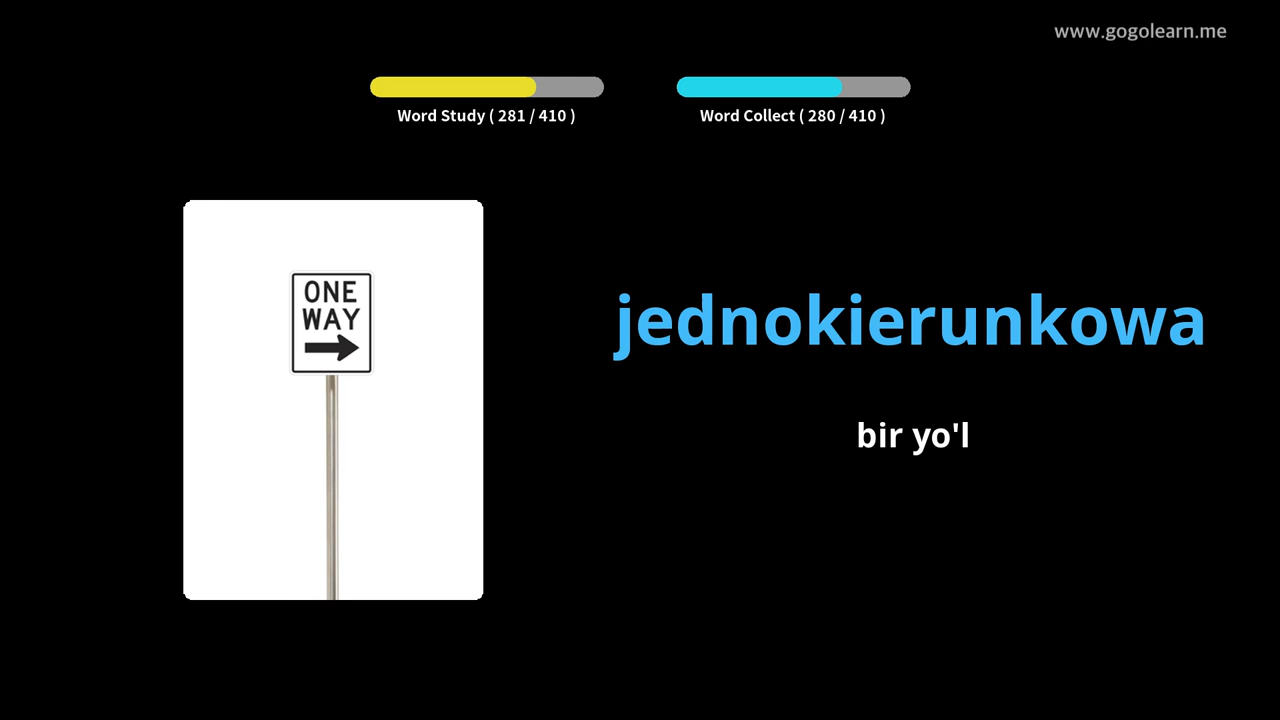 www.gogolearn.me
Word Study ( 281 / 410 )
Word Collect ( 280 / 410 )
ONE
WAY
jednokierunkowa
bir yo'l